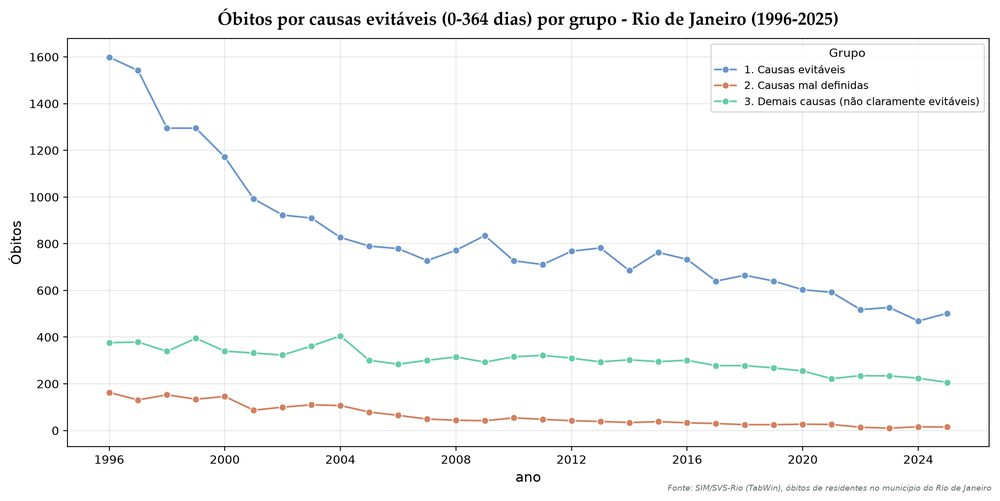 Óbitos por causas evitáveis (0-364 dias) por grupo - Rio de Janeiro (1996-2025)
Grupo
1. Causas evitáveis
2. Causas mal definidas
3. Demais causas (não claramente evitáveis)
Óbitos
1600
1400
1200
1000
800
600
400
200
0
1996
2000
2004
2008
2012
2016
2020
2024
ano
Fonte: SIM/SVS-Rio (TabWin), óbitos de residentes no município do Rio de Janeiro